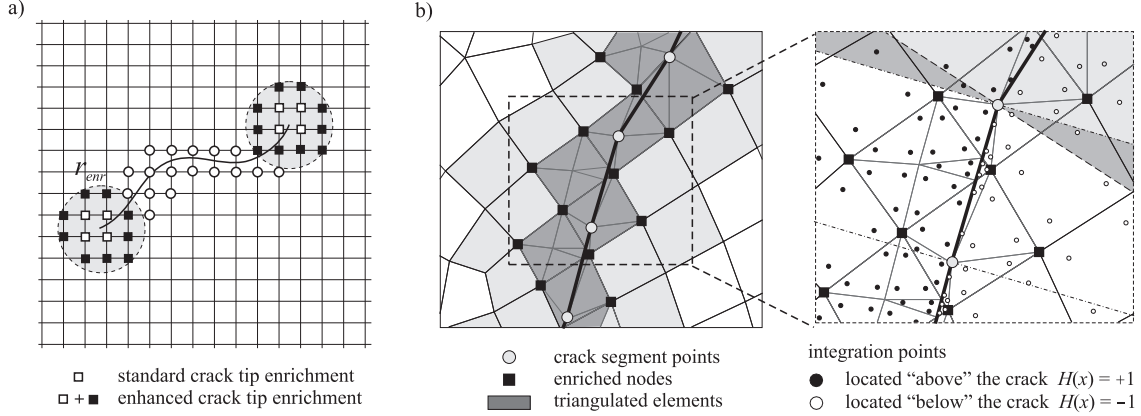 a)
b)
r_enr
standard crack tip enrichment
+ enhanced crack tip enrichment
crack segment points
enriched nodes
triangulated elements
integration points
located “above” the crack H(x) = +1
located “below” the crack H(x) = −1